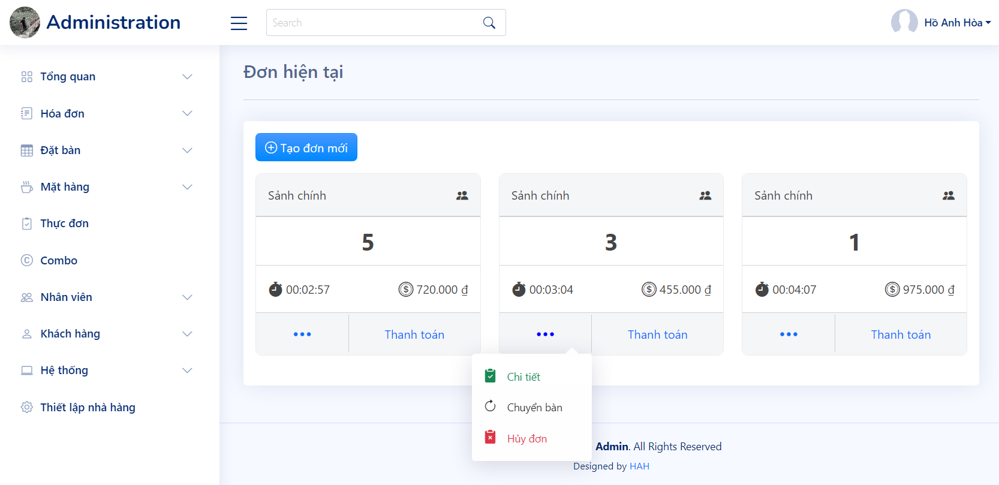 Administration
Search
Hồ Anh Hòa
Tổng quan
Hóa đơn
Đặt bàn
Mặt hàng
Thực đơn
Combo
Nhân viên
Khách hàng
Hệ thống
Thiết lập nhà hàng
Đơn hiện tại
Tạo đơn mới
Sảnh chính
5
00:02:57 720.000 ₫
Thanh toán
Sảnh chính
3
00:03:04 455.000 ₫
Thanh toán
Sảnh chính
1
00:04:07 975.000 ₫
Thanh toán
Chi tiết
Chuyển bàn
Hủy đơn
Admin. All Rights Reserved
Designed by HAH